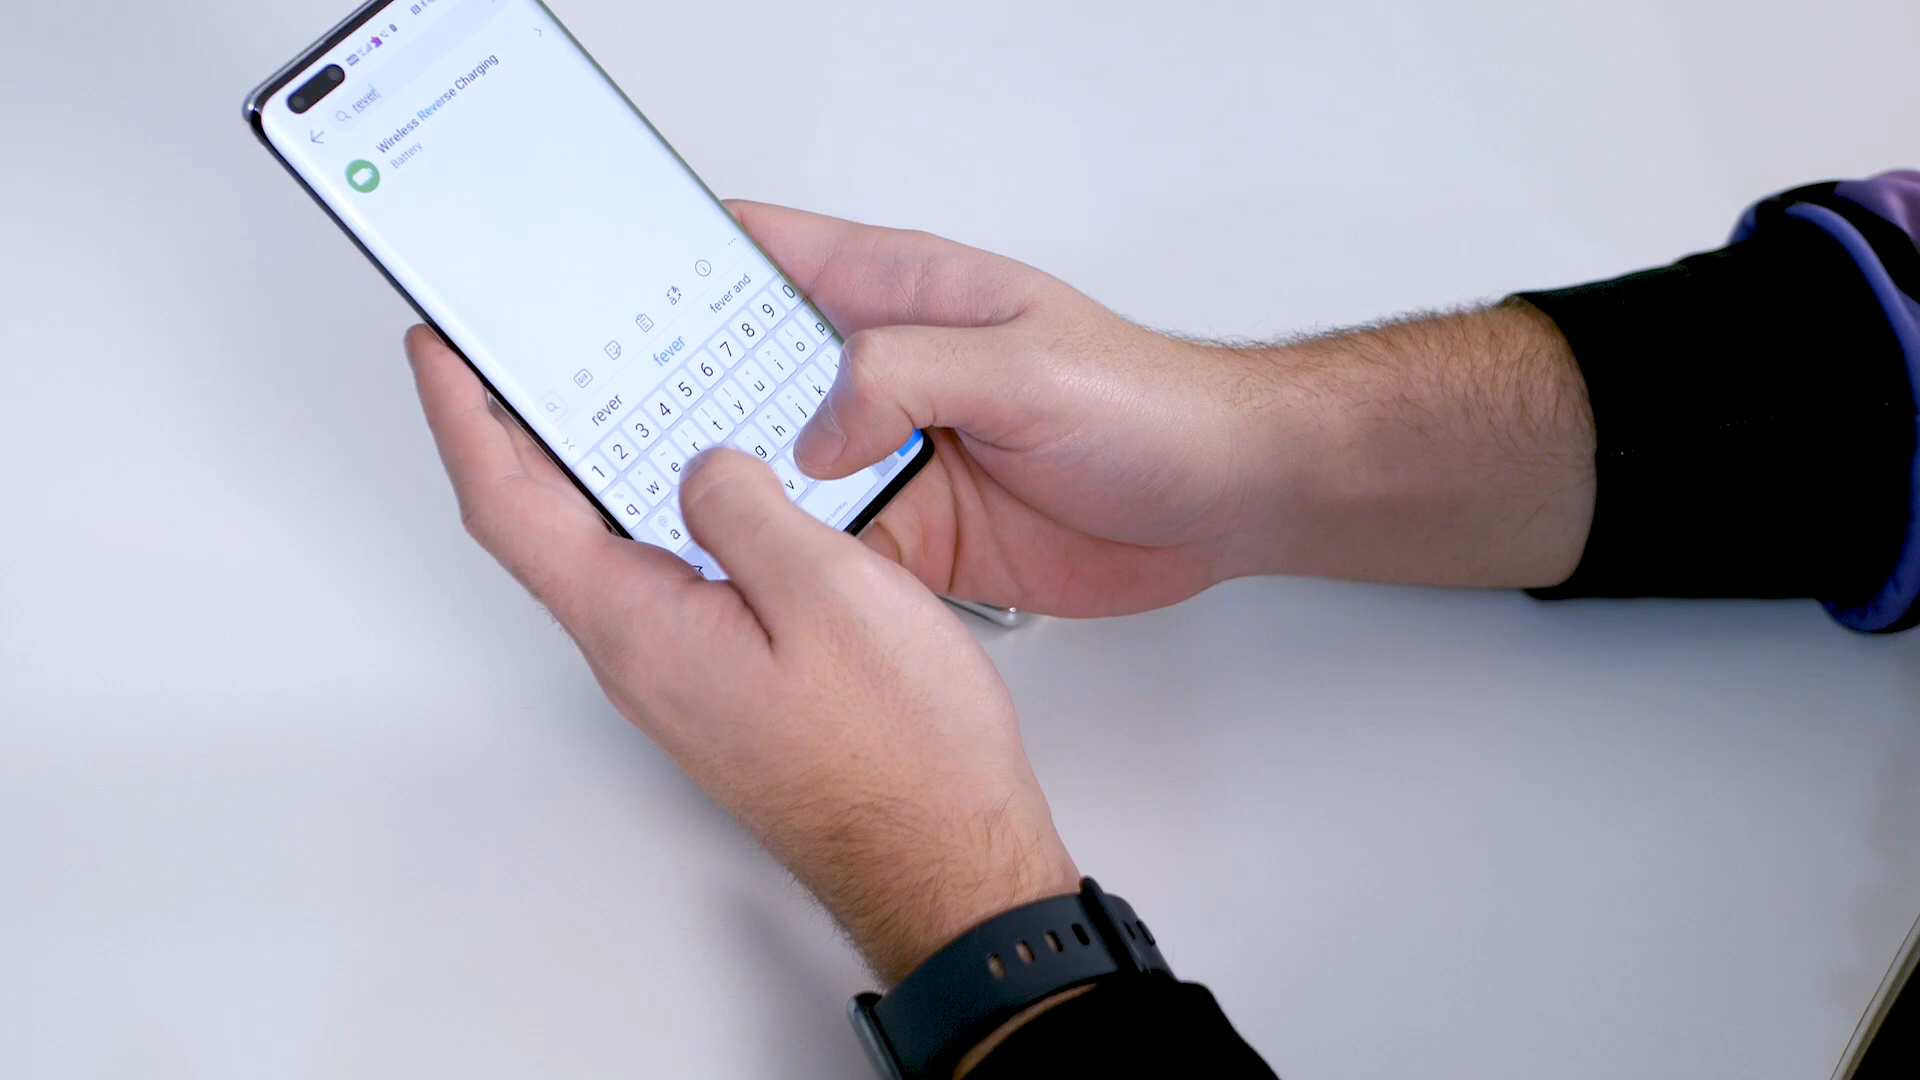 rever
Wireless Reverse Charging
Battery
rever fever fever and
1 2 3 4 5 6 7 8 9 0
q w e r t y u i o p
a g h j k
v